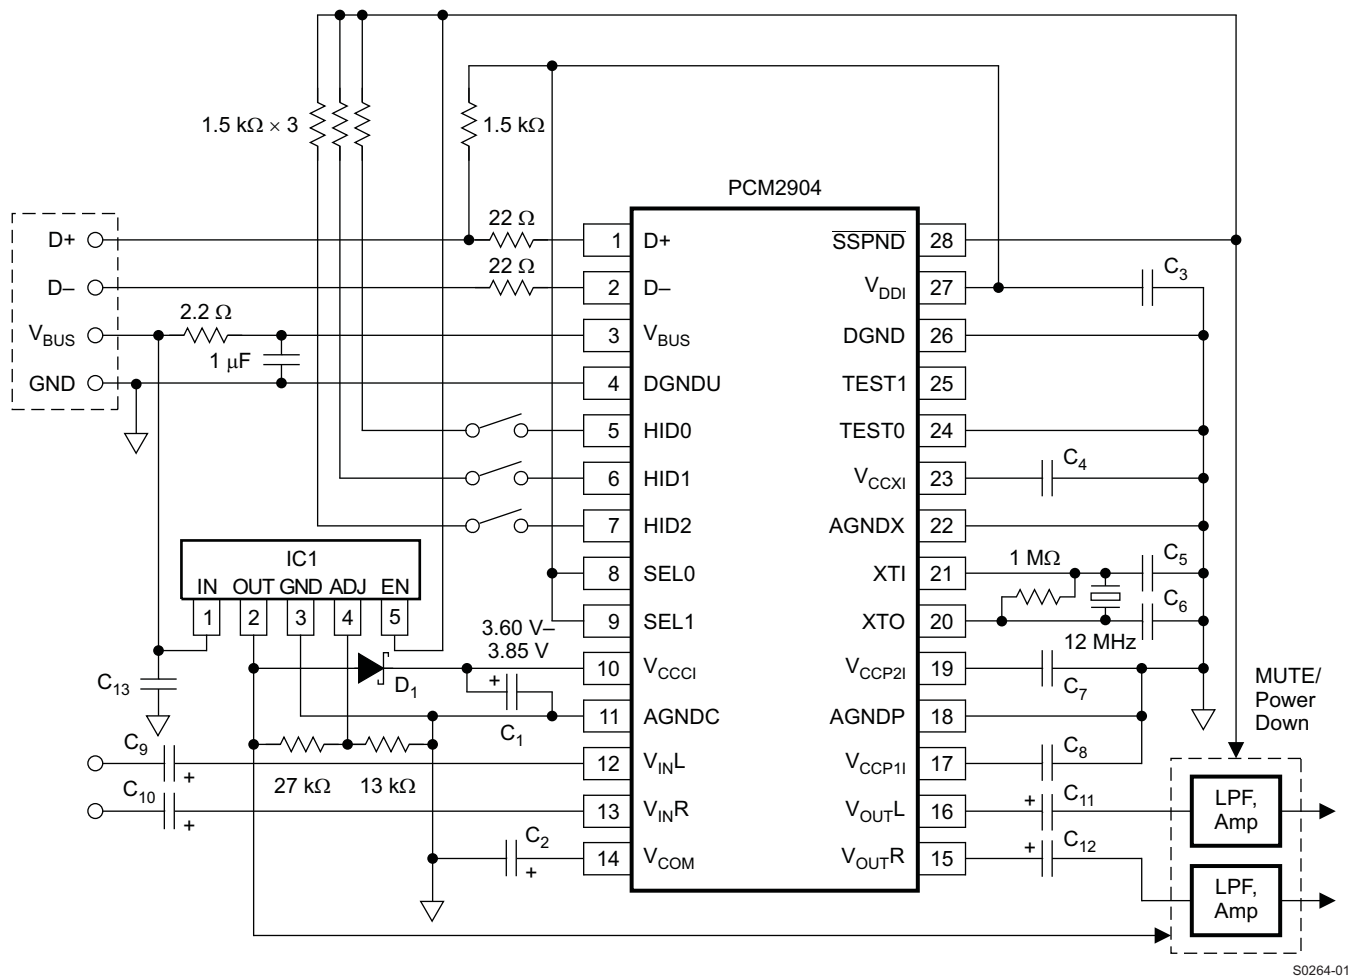 1.5 kΩ × 3
1.5 kΩ
PCM2904
D+
D–
VBUS
GND
22 Ω
22 Ω
2.2 Ω
1 μF
1 D+
2 D–
3 VBUS
4 DGNDU
5 HID0
6 HID1
7 HID2
8 SEL0
9 SEL1
10 VCCCI
11 AGNDC
12 VINL
13 VINR
14 VCOM
SSPND 28
VDDI 27
DGND 26
TEST1 25
TEST0 24
VCCXI 23
AGNDX 22
XTI 21
XTO 20
VCCP2I 19
AGNDP 18
VCCP1I 17
VOUTL 16
VOUTR 15
IC1
IN OUT GND ADJ EN
1 2 3 4 5
3.60 V–
3.85 V
D1
+
C1
C13
C9
+
C10
+
27 kΩ
13 kΩ
C2
+
C3
C4
1 MΩ
C5
C6
12 MHz
C7
C8
+
C11
+
C12
MUTE/
Power
Down
LPF,
Amp
LPF,
Amp
S0264-01